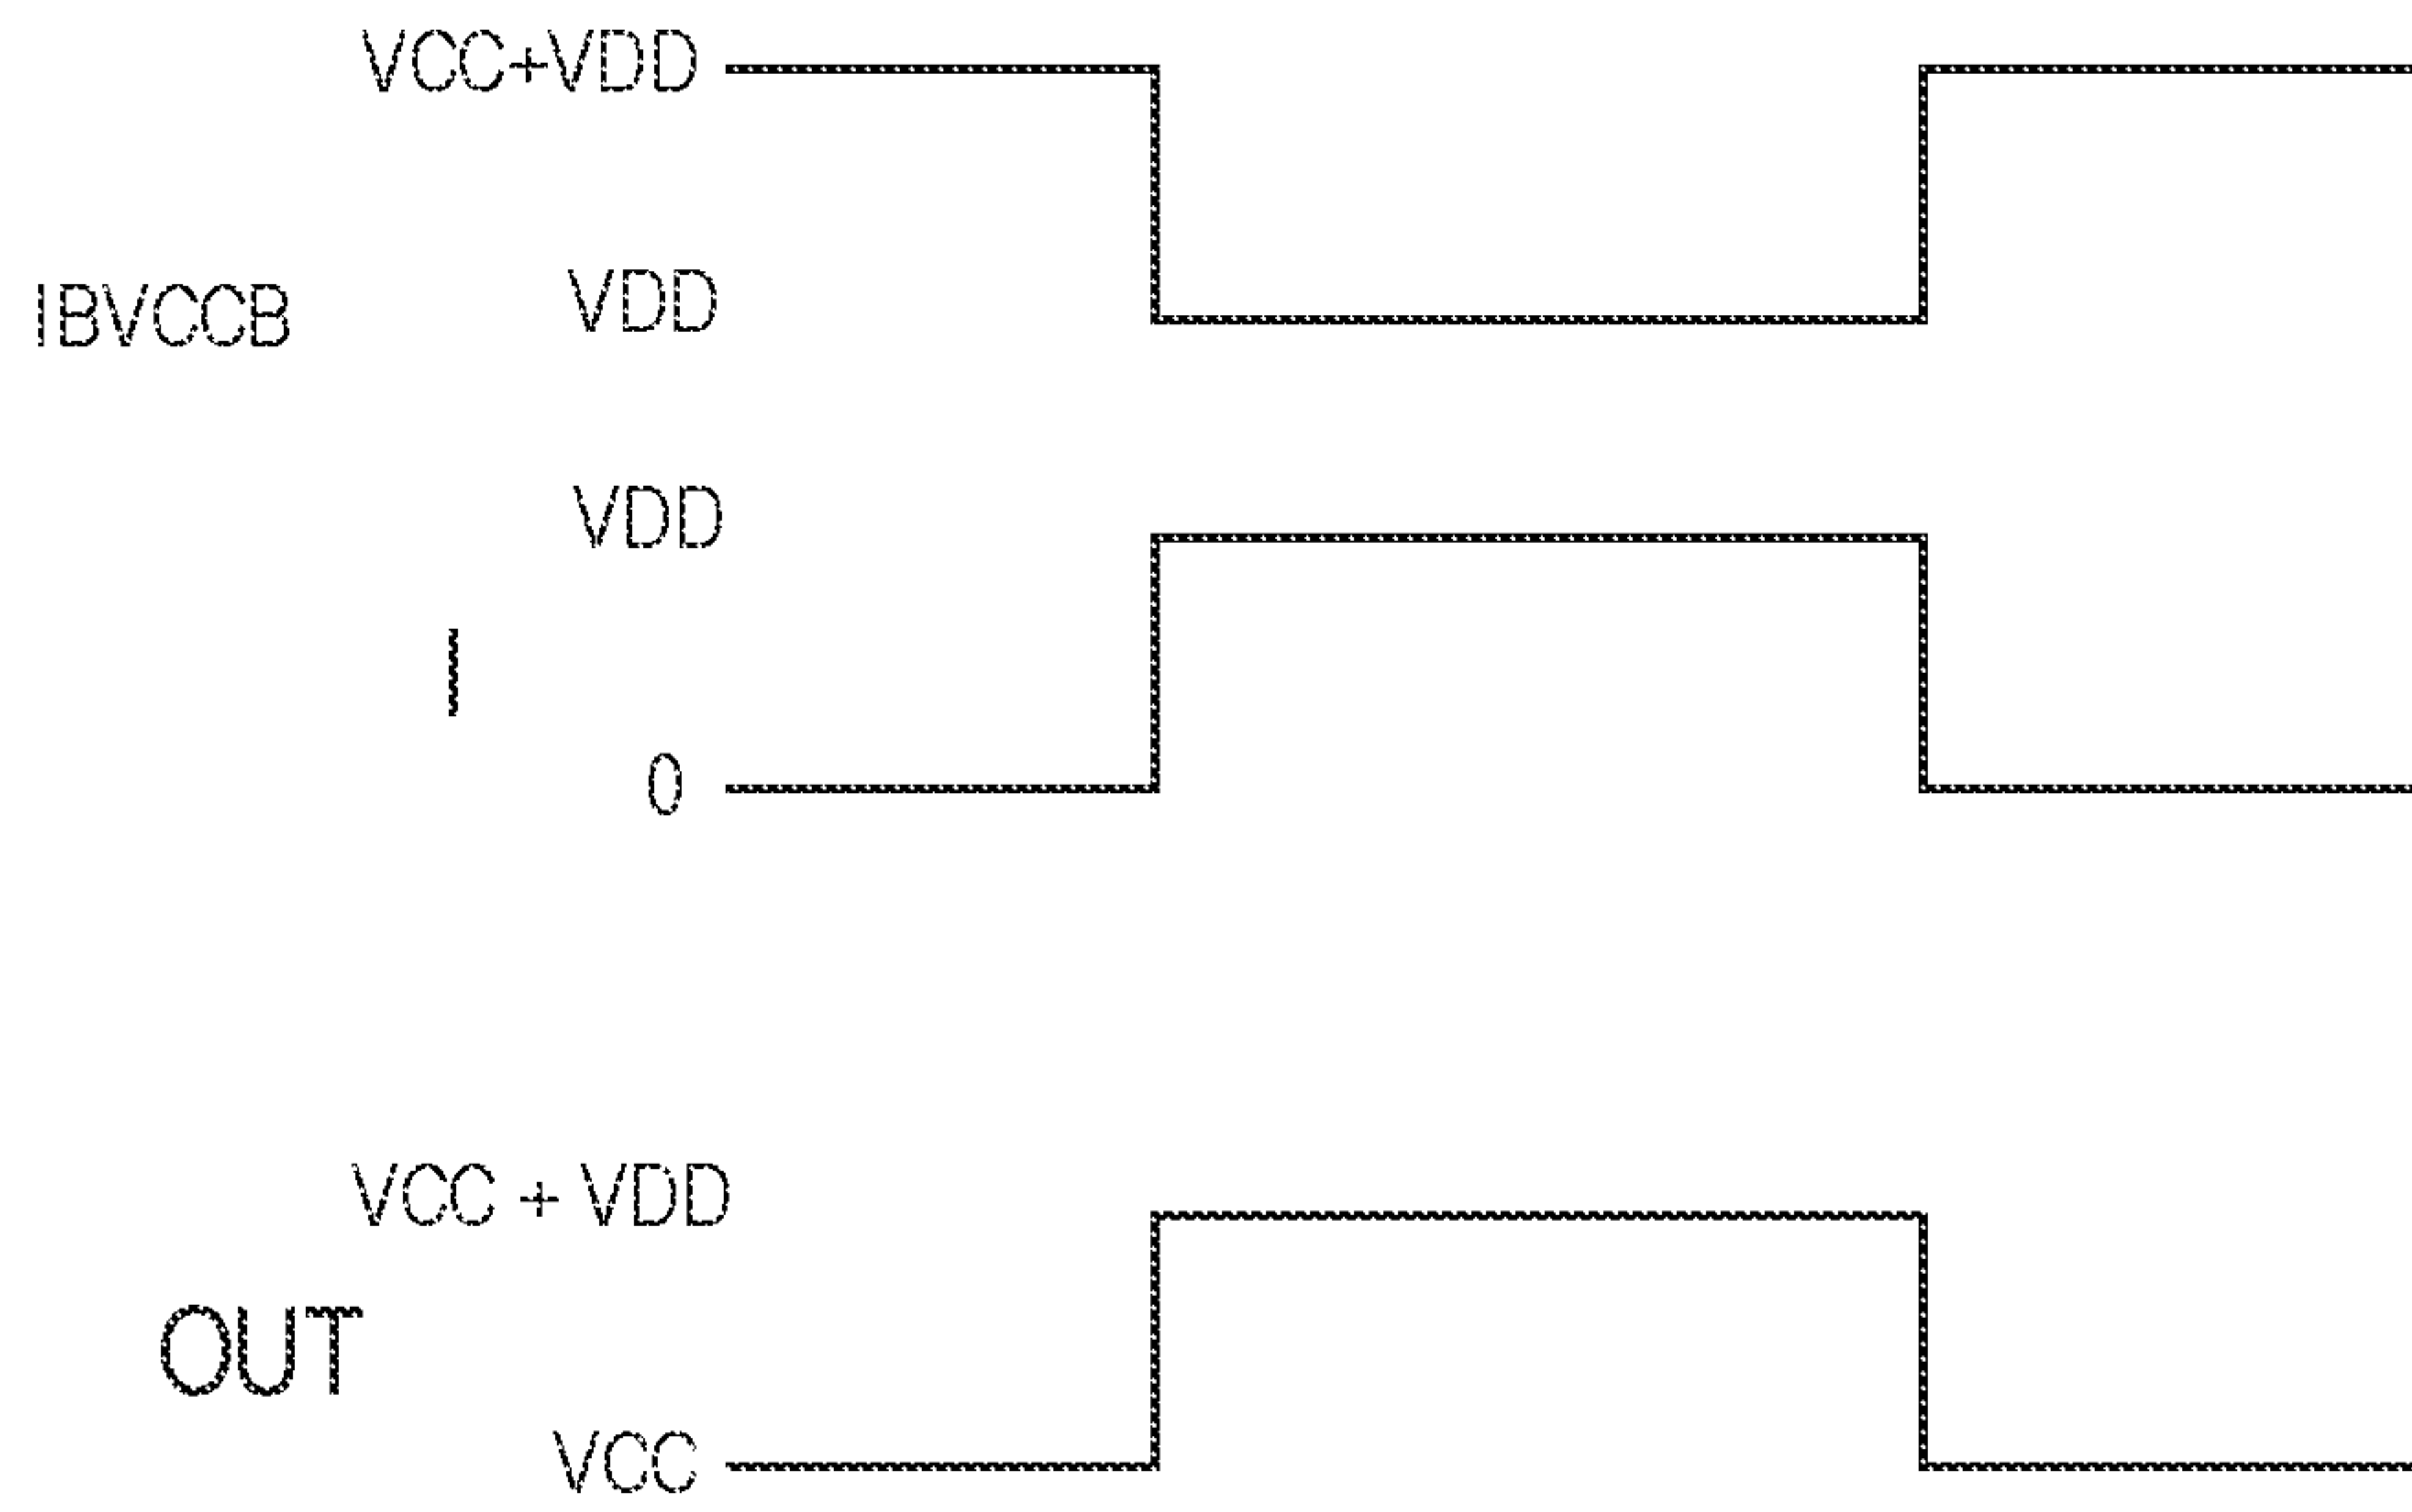 VCC+VDD
IBVCCB
VDD
VDD
I
0
VCC + VDD
OUT
VCC